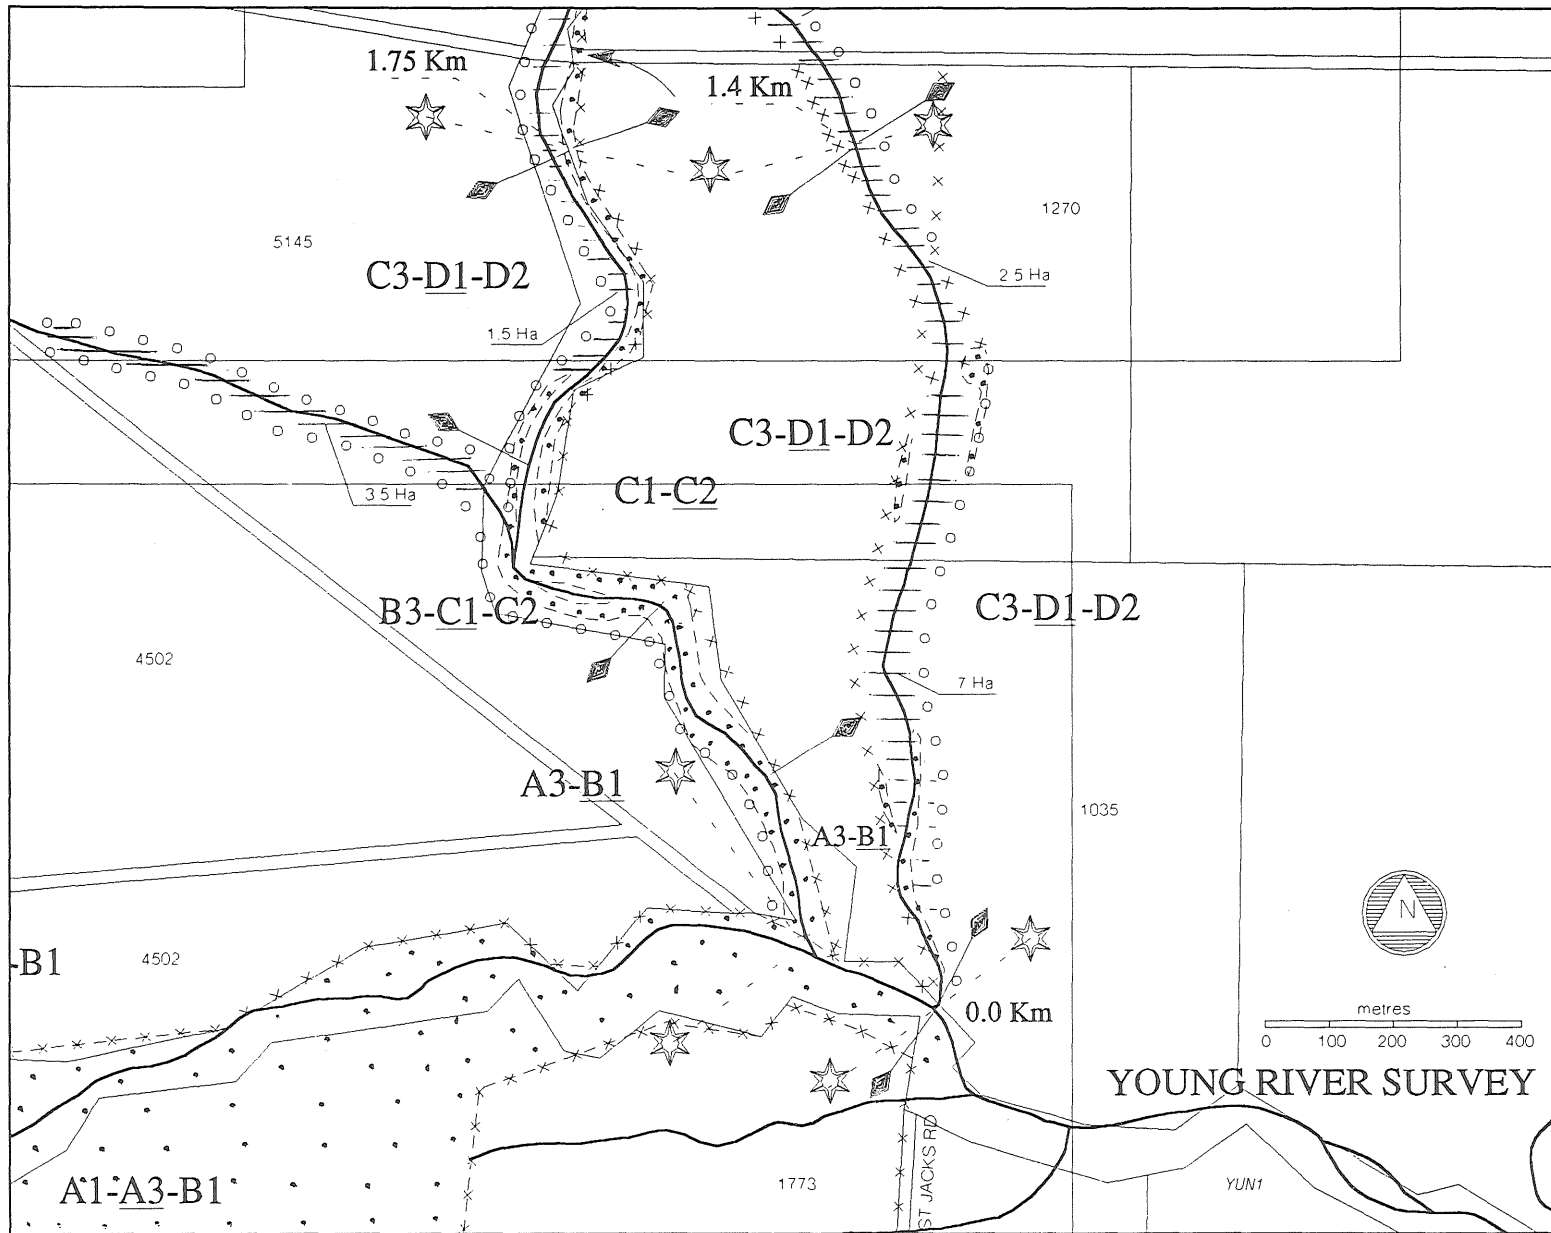 1.75 Km
1.4 Km
5145
1270
C3-D1-D2
2 5 Ha
1.5 Ha
C3-D1-D2
3 5 Ha
C1-C2
B3-C1-C2
C3-D1-D2
4502
7 Ha
A3-B1
1035
A3-B1
N
-B1
4502
0.0 Km
metres
0 100 200 300 400
YOUNG RIVER SURVEY
ST JACKS RD
A1-A3-B1
1773
YUN1